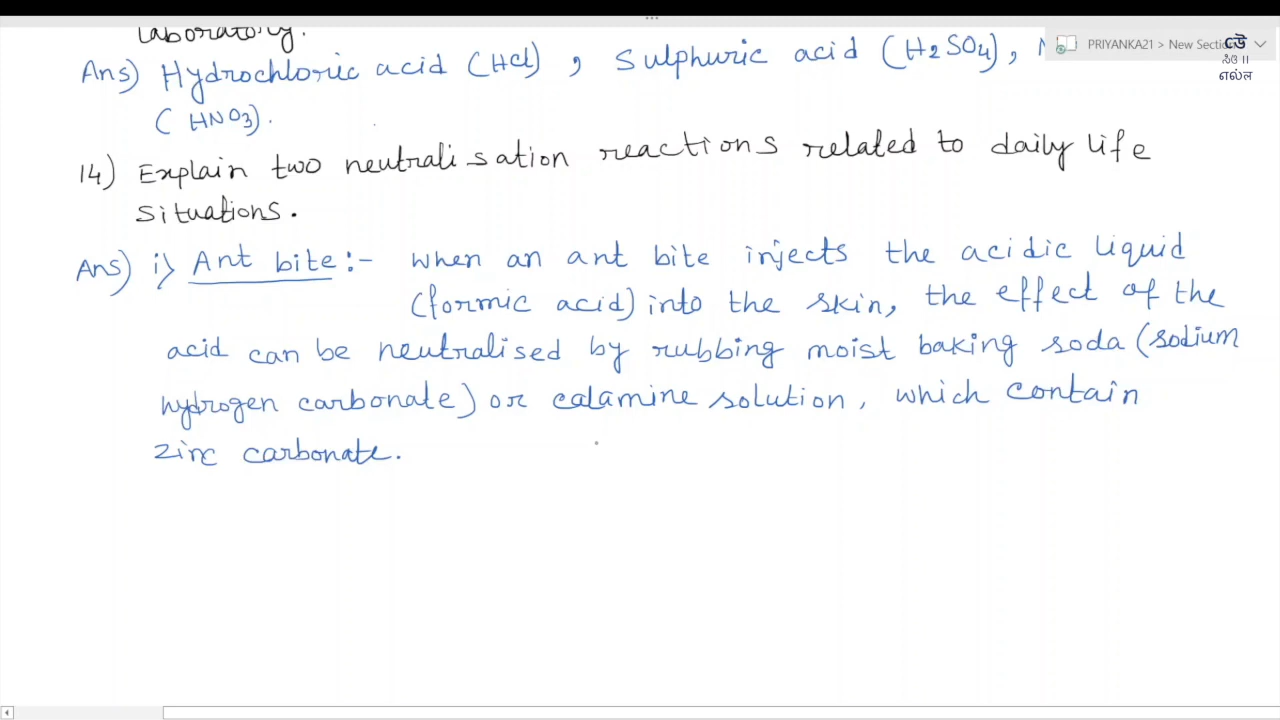 laboratory.
PRIYANKA21 > New Section
Ans) Hydrochloric acid (HCl) , Sulphuric acid (H2SO4),
(HNO3).
14) Explain two neutralisation reactions related to daily life
situations.
Ans) i) Ant bite :- when an ant bite injects the acidic liquid
(formic acid) into the skin, the effect of the
acid can be neutralised by rubbing moist baking soda (sodium
hydrogen carbonate) or calamine solution, which contain
zinc carbonate.